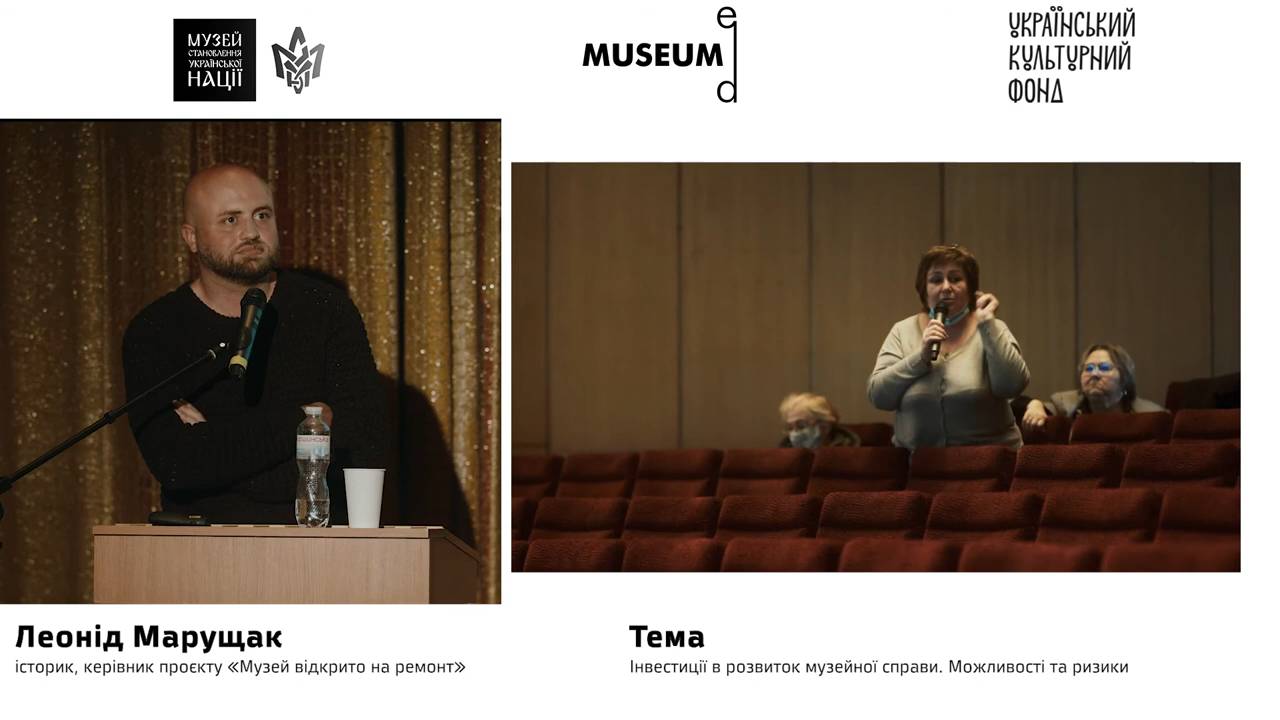 МУЗЕЙ
СТАНОВЛЕННЯ
УКРАЇНСЬКОЇ
НАЦІЇ
MUSEUM
ed
УКРАЇНСЬКИЙ
КУЛЬТУРНИЙ
ФОНД
Леонід Марущак
історик, керівник проєкту «Музей відкрито на ремонт»
Тема
Інвестиції в розвиток музейної справи. Можливості та ризики